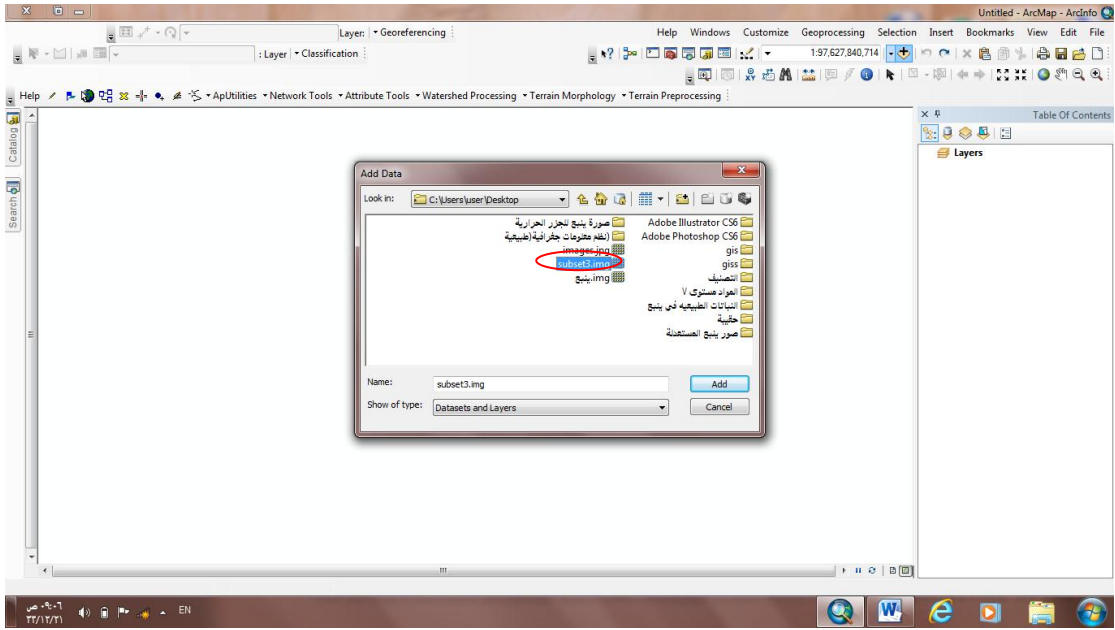 Untitled - ArcMap - ArcInfo
File Edit View Bookmarks Insert Selection Geoprocessing Customize Windows Help
Georeferencing Layer:
1:97,627,840,714
Classification Layer :
Terrain Preprocessing Terrain Morphology Watershed Processing Attribute Tools Network Tools ApUtilities Help
Table Of Contents
Layers
Catalog
Search
Add Data
Look in: C:\Users\user\Desktop
Adobe Illustrator CS6
Adobe Photoshop CS6
gis
giss
التصنيف
المواد مستوى ٧
النباتات الطبيعيه في ينبع
حقيبة
صور ينبع المستعدلة
صورة ينبع للجزر الحرارية
(نظم معلومات جغرافية(طبيعية
images.jpg
subset3.img
ينبع.img
Name: subset3.img
Add
Show of type: Datasets and Layers
Cancel
EN
٠٩:٠٦ ص